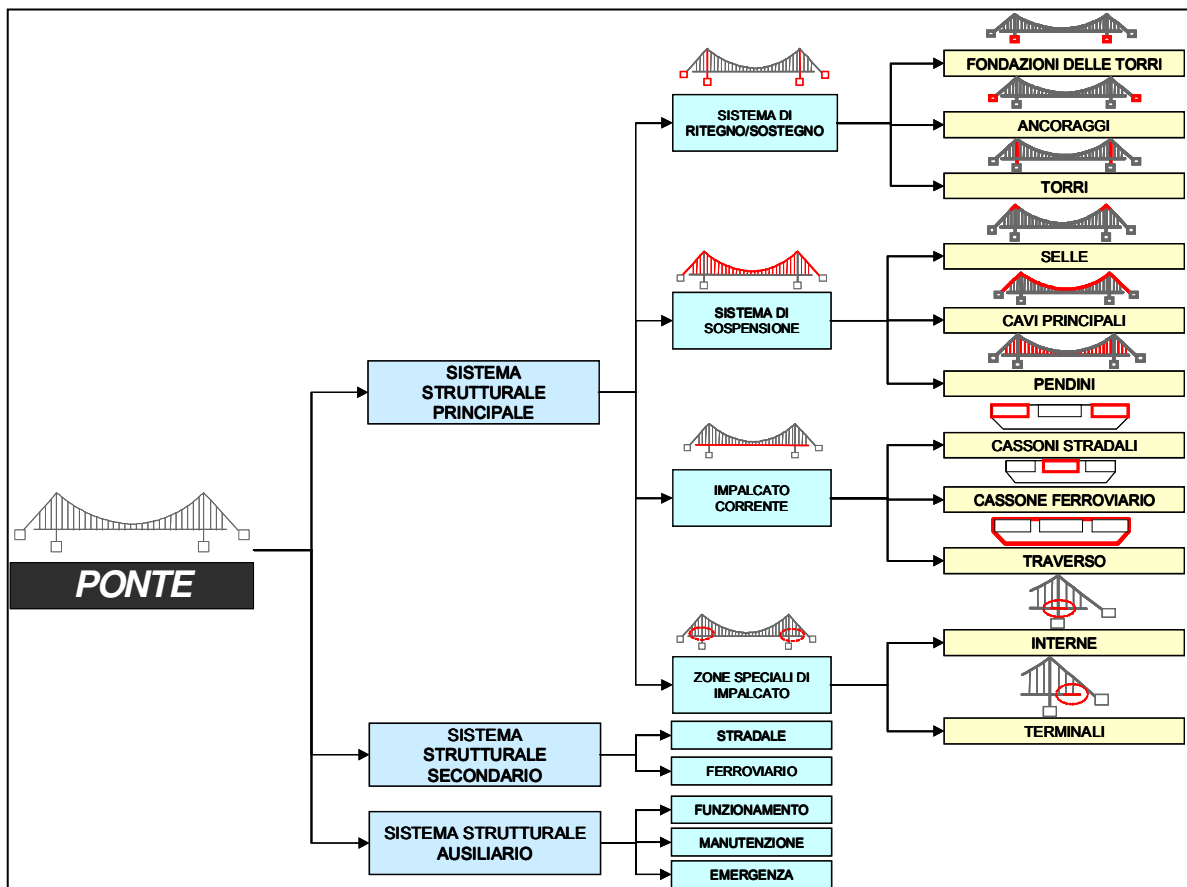 PONTE
SISTEMA
STRUTTURALE
PRINCIPALE
SISTEMA
STRUTTURALE
SECONDARIO
SISTEMA STRUTTURALE
AUSILIARIO
SISTEMA DI
RITEGNO/SOSTEGNO
SISTEMA DI
SOSPENSIONE
IMPALCATO
CORRENTE
ZONE SPECIALI DI
IMPALCATO
STRADALE
FERROVIARIO
FUNZIONAMENTO
MANUTENZIONE
EMERGENZA
FONDAZIONI DELLE TORRI
ANCORAGGI
TORRI
SELLE
CAVI PRINCIPALI
PENDINI
CASSONI STRADALI
CASSONE FERROVIARIO
TRAVERSO
INTERNE
TERMINALI